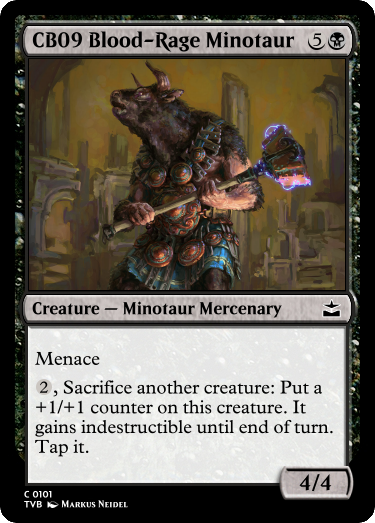 CB09 Blood-Rage Minotaur 5
Creature — Minotaur Mercenary
Menace
2, Sacrifice another creature: Put a
+1/+1 counter on this creature. It
gains indestructible until end of turn.
Tap it.
4/4
C 0101
TVB Markus Neidel